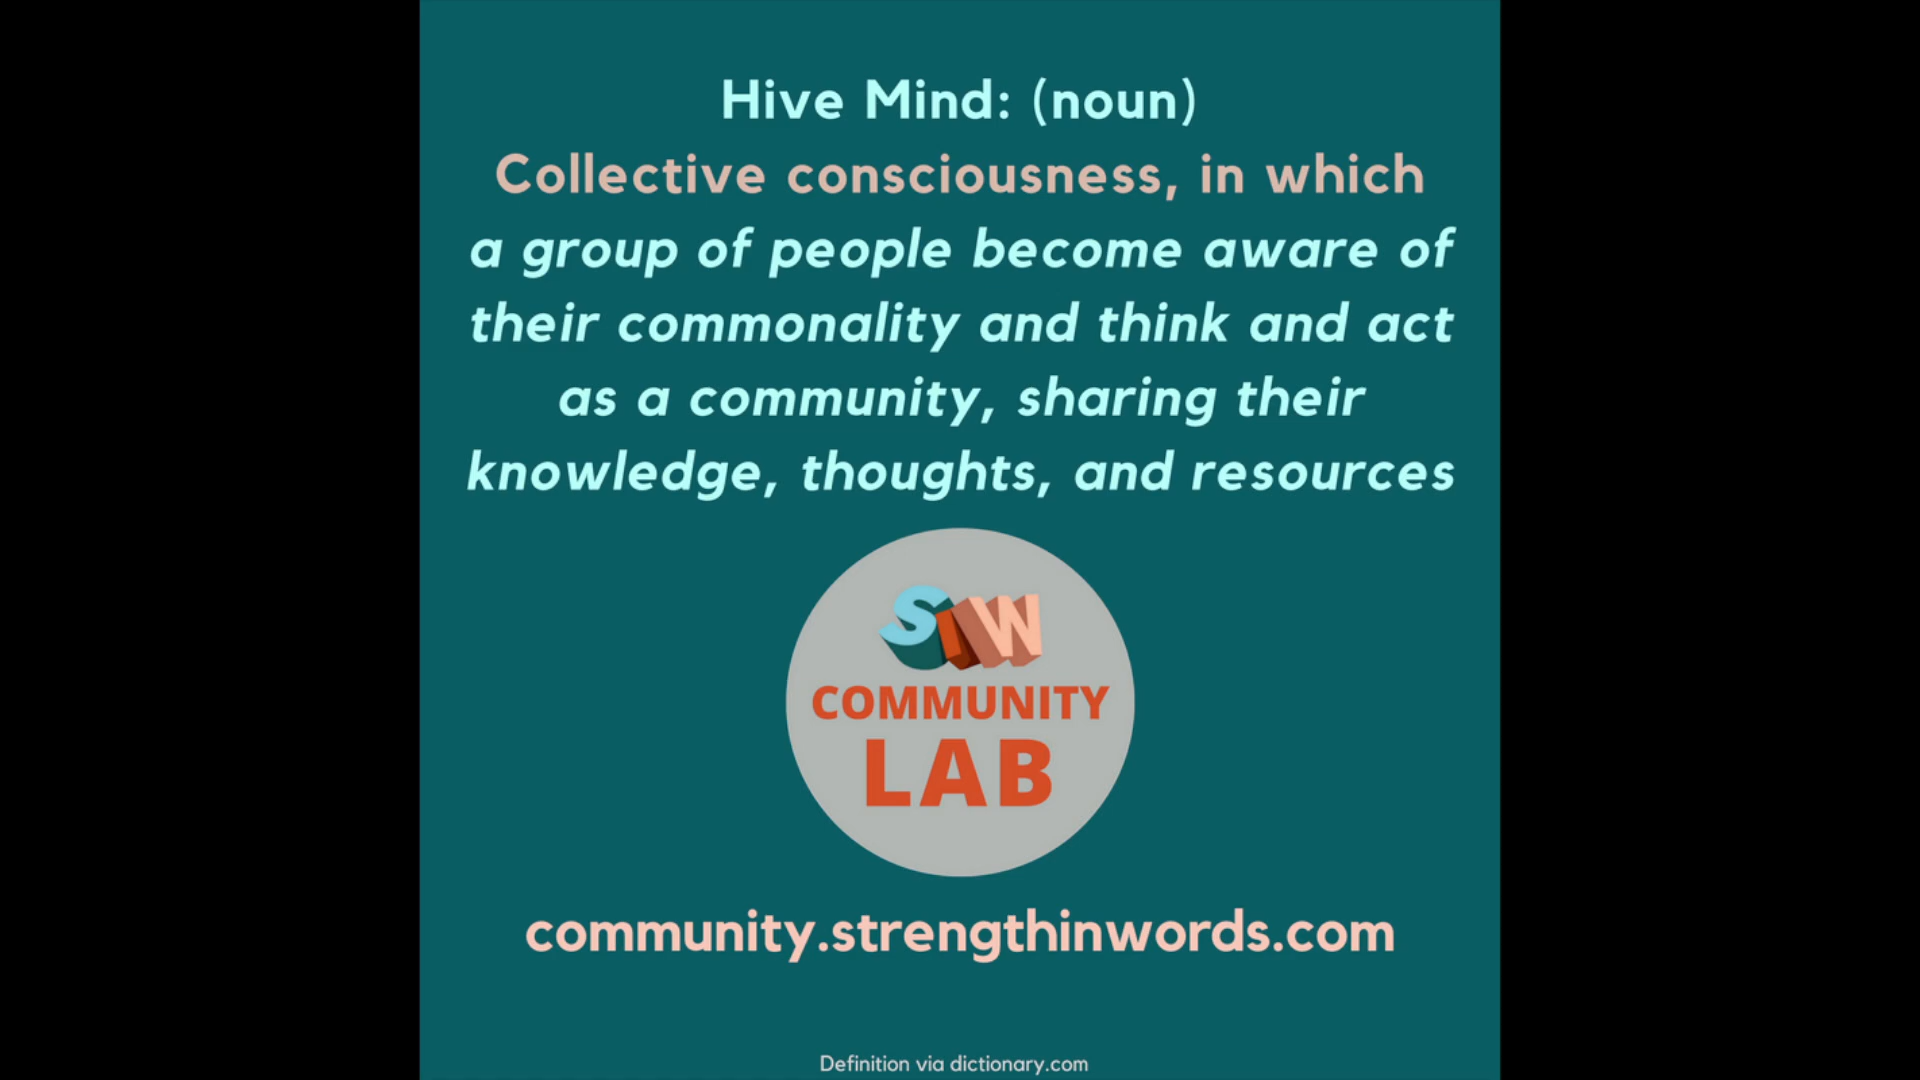 Hive Mind: (noun)
Collective consciousness, in which
a group of people become aware of
their commonality and think and act
as a community, sharing their
knowledge, thoughts, and resources
SIW
COMMUNITY
LAB
community.strengthinwords.com
Definition via dictionary.com